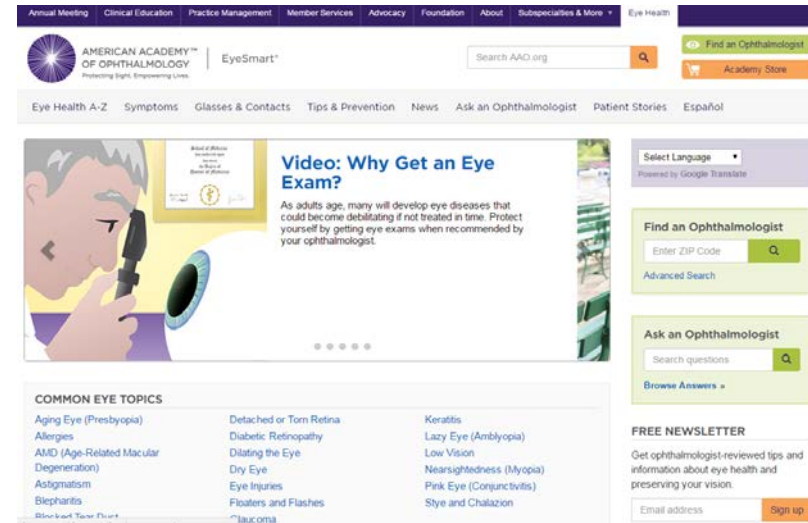 Annual Meeting Clinical Education Practice Management Member Services Advocacy Foundation About Subspecialties & More Eye Health
AMERICAN ACADEMY™
OF OPHTHALMOLOGY
Protecting Sight. Empowering Lives.
EyeSmart®
Search AAO.org
Find an Ophthalmologist
Academy Store
Eye Health A-Z Symptoms Glasses & Contacts Tips & Prevention News Ask an Ophthalmologist Patient Stories Español
Video: Why Get an Eye
Exam?
As adults age, many will develop eye diseases that
could become debilitating if not treated in time. Protect
yourself by getting eye exams when recommended by
your ophthalmologist.
Select Language
Powered by Google Translate
Find an Ophthalmologist
Enter ZIP Code
Advanced Search
Ask an Ophthalmologist
Search questions
Browse Answers »
COMMON EYE TOPICS
Aging Eye (Presbyopia)
Allergies
AMD (Age-Related Macular
Degeneration)
Astigmatism
Blepharitis
Blocked Tear Duct
Detached or Torn Retina
Diabetic Retinopathy
Dilating the Eye
Dry Eye
Eye Injuries
Floaters and Flashes
Glaucoma
Keratitis
Lazy Eye (Amblyopia)
Low Vision
Nearsightedness (Myopia)
Pink Eye (Conjunctivitis)
Stye and Chalazion
FREE NEWSLETTER
Get ophthalmologist-reviewed tips and
information about eye health and
preserving your vision.
Email address
Sign up